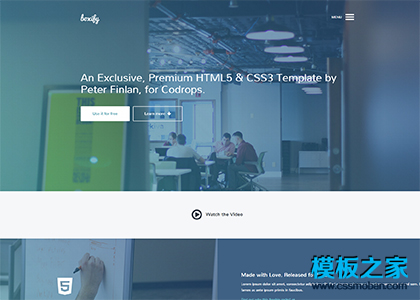 boxify
MENU
An Exclusive, Premium HTML5 & CSS3 Template by
Peter Finlan, for Codrops.
Use it for free
Learn more
Watch the Video
Made with Love, Released fo
模板之家
www.cssmoban.com
5